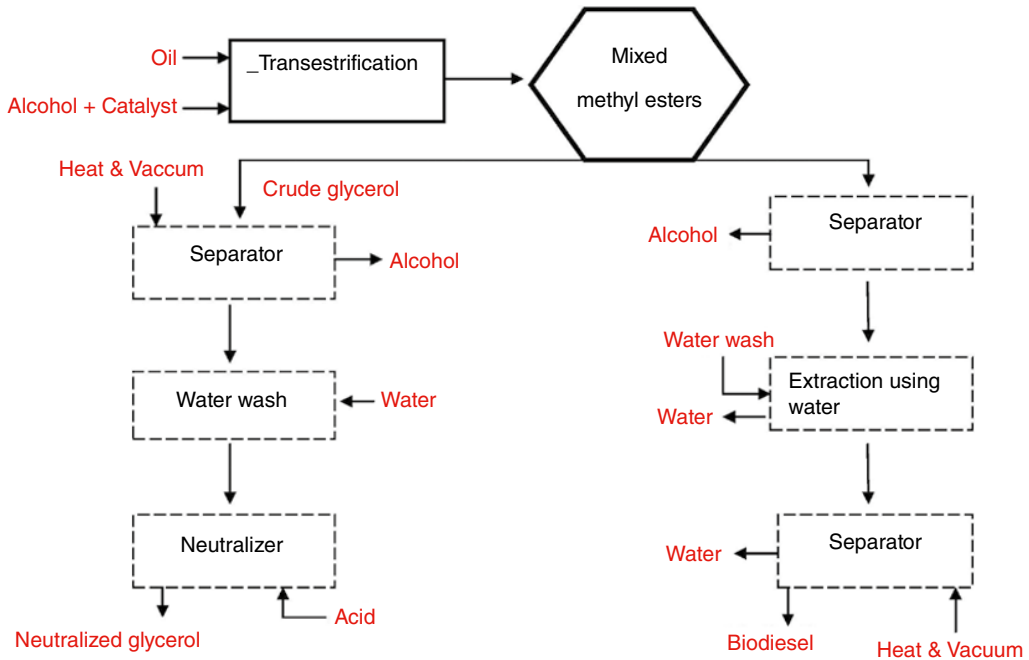 Oil
_Transestrification
Alcohol + Catalyst
Mixed
methyl esters
Heat & Vaccum
Crude glycerol
Separator
Alcohol
Water wash
Water
Neutralizer
Acid
Neutralized glycerol
Separator
Alcohol
Water wash
Extraction using
water
Water
Separator
Water
Biodiesel
Heat & Vacuum